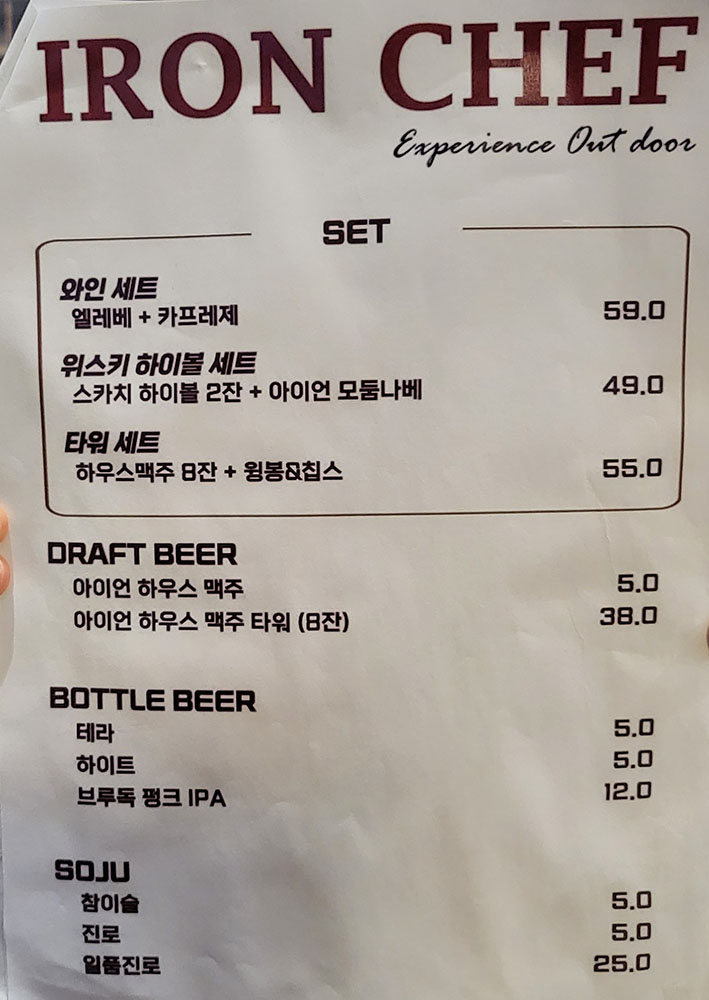 IRON CHEF
Experience Out door
SET
와인 세트
엘레베 + 카프레제 59.0
위스키 하이볼 세트
스카치 하이볼 2잔 + 아이언 모둠나베 49.0
타워 세트
하우스맥주 8잔 + 윙봉&칩스 55.0
DRAFT BEER
아이언 하우스 맥주 5.0
아이언 하우스 맥주 타워 (8잔) 38.0
BOTTLE BEER
테라 5.0
하이트 5.0
브루독 펑크 IPA 12.0
SOJU
참이슬 5.0
진로 5.0
일품진로 25.0